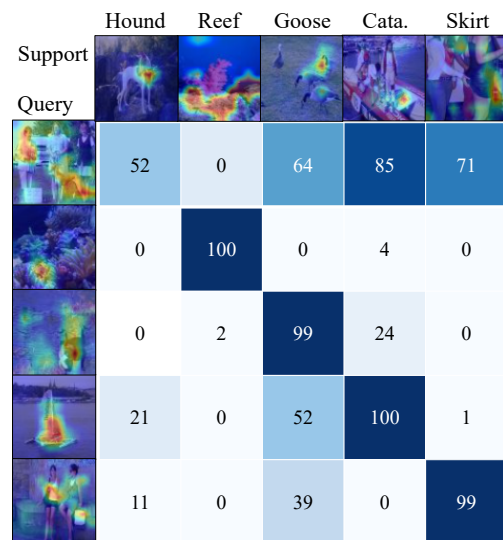 Hound Reef Goose Cata. Skirt
Support
Query
52 0 64 85 71
0 100 0 4 0
0 2 99 24 0
21 0 52 100 1
11 0 39 0 99